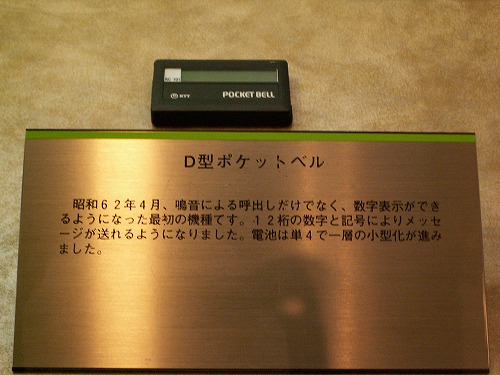 NTT
POCKET BELL
D型ポケットベル
昭和62年4月、鳴音による呼出しだけでなく、数字表示ができ
るようになった最初の機種です。12桁の数字と記号によりメッセ
ージが送れるようになりました。電池は単4で一層の小型化が進み
ました。